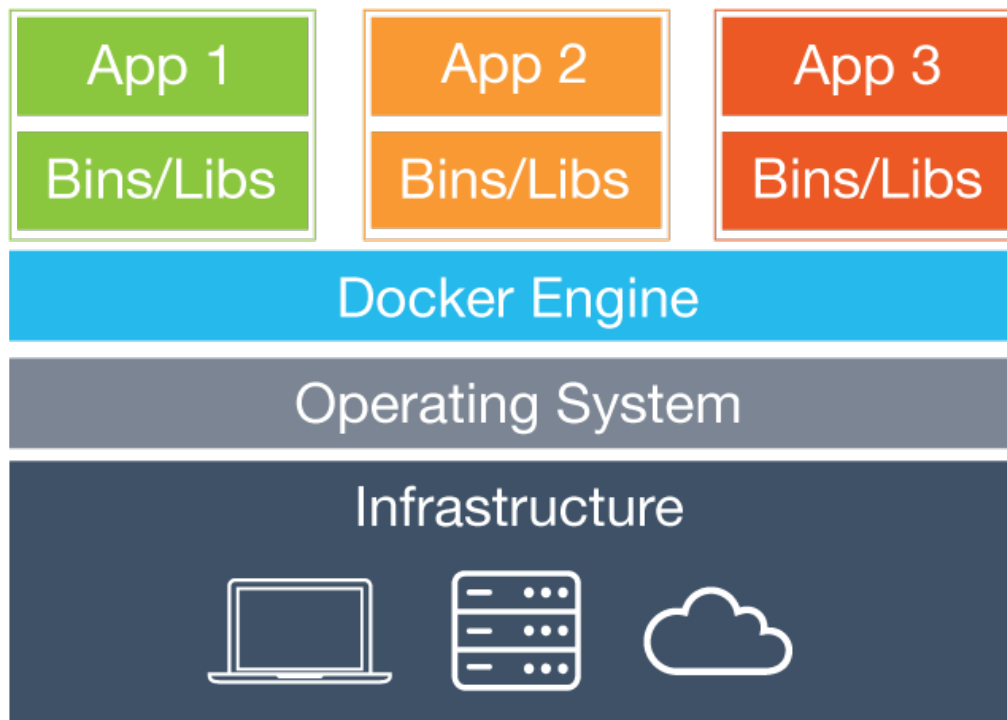 App 1
App 2
App 3
Bins/Libs
Bins/Libs
Bins/Libs
Docker Engine
Operating System
Infrastructure